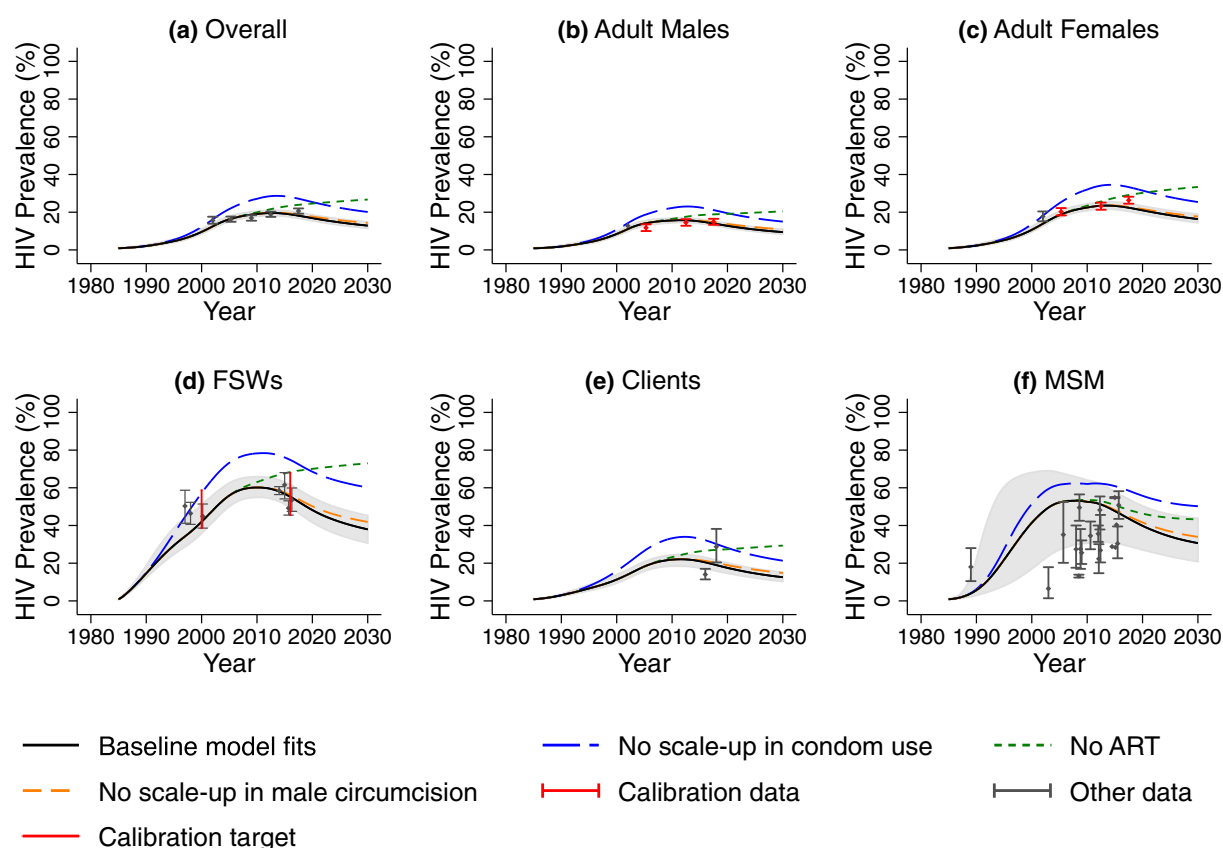 (a) Overall
(b) Adult Males
(c) Adult Females
HIV Prevalence (%)
0 20 40 60 80 100
1980 1990 2000 2010 2020 2030
Year
HIV Prevalence (%)
0 20 40 60 80 100
1980 1990 2000 2010 2020 2030
Year
HIV Prevalence (%)
0 20 40 60 80 100
1980 1990 2000 2010 2020 2030
Year
(d) FSWs
(e) Clients
(f) MSM
HIV Prevalence (%)
0 20 40 60 80 100
1980 1990 2000 2010 2020 2030
Year
HIV Prevalence (%)
0 20 40 60 80 100
1980 1990 2000 2010 2020 2030
Year
HIV Prevalence (%)
0 20 40 60 80 100
1980 1990 2000 2010 2020 2030
Year
Baseline model fits
No scale-up in condom use
No ART
No scale-up in male circumcision
Calibration data
Other data
Calibration target